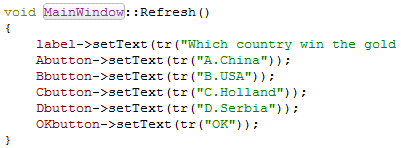 void MainWindow::Refresh()
{
label->setText(tr("Which country win the gold
Abutton->setText(tr("A.China"));
Bbutton->setText(tr("B.USA"));
Cbutton->setText(tr("C.Holland"));
Dbutton->setText(tr("D.Serbia"));
OKbutton->setText(tr("OK"));
}